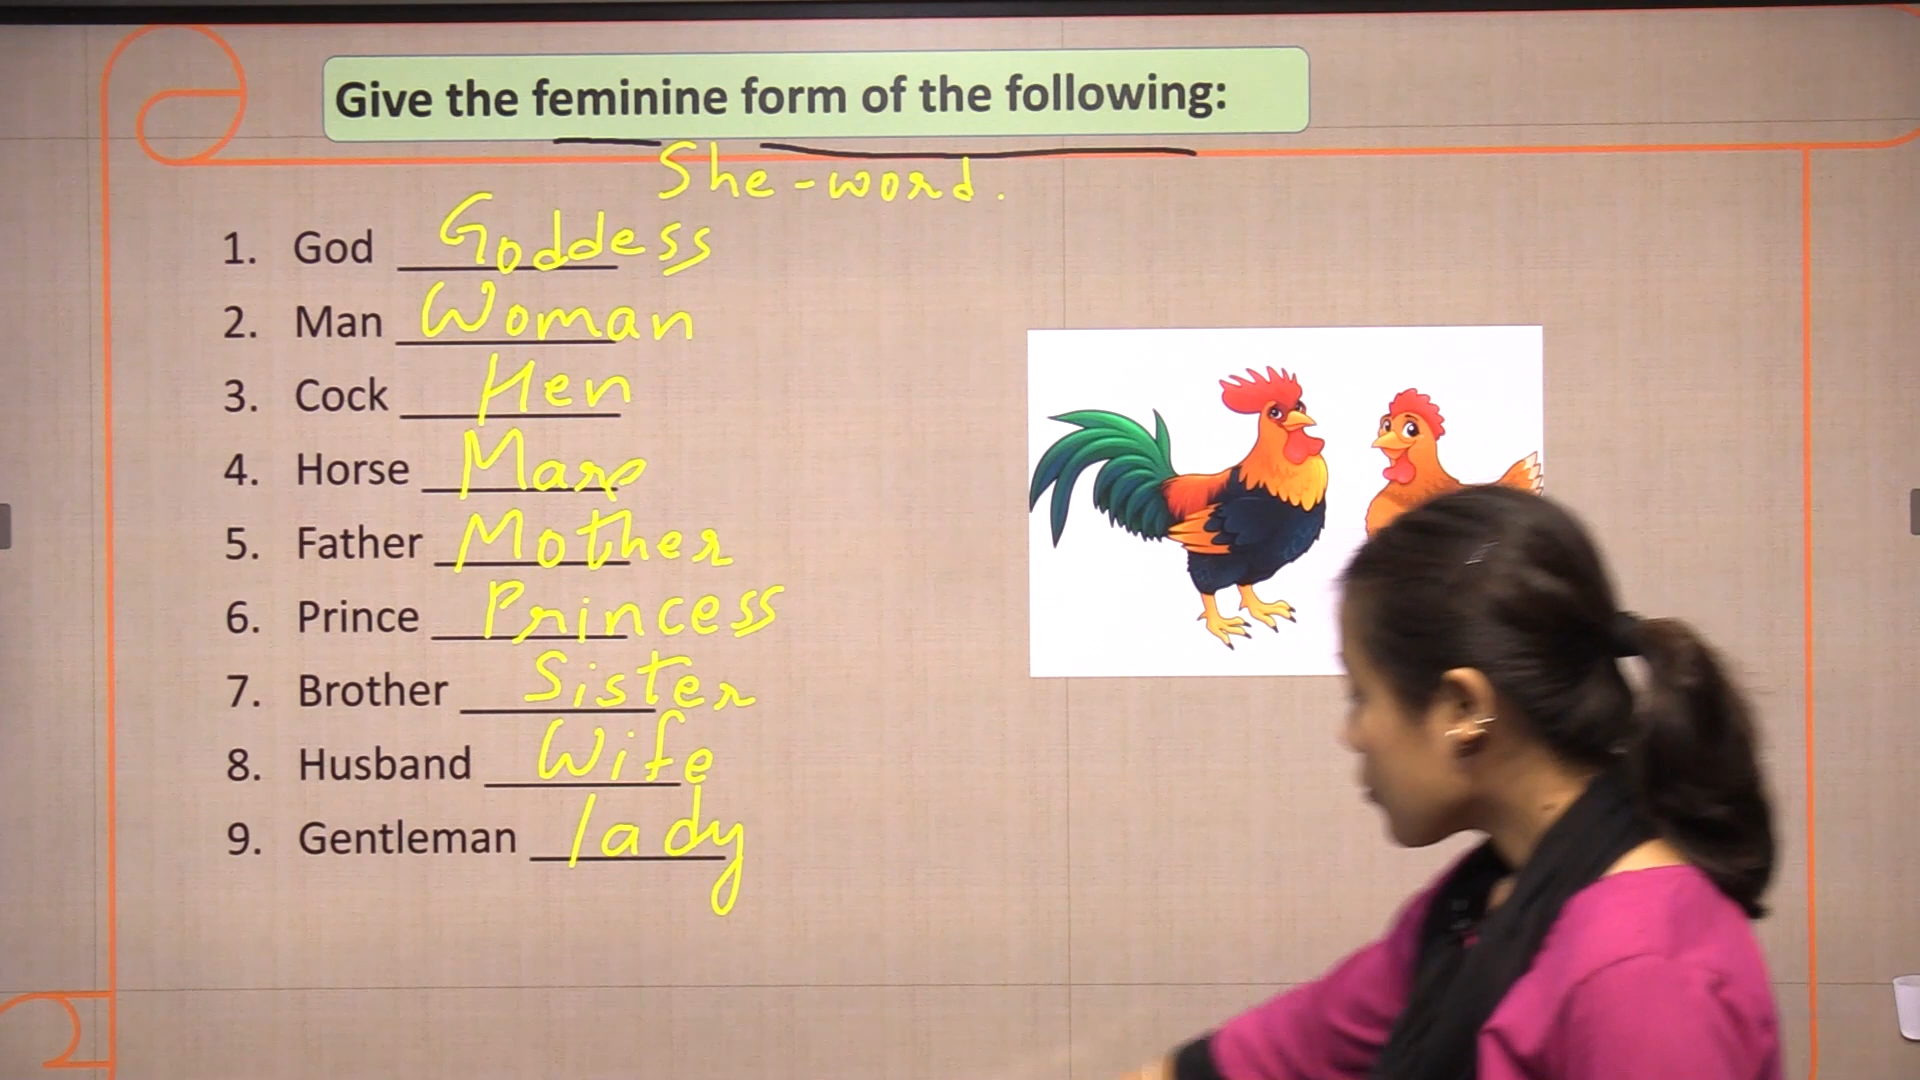 Give the feminine form of the following:
She-word.
1. God Goddess
2. Man Woman
3. Cock Hen
4. Horse Mare
5. Father Mother
6. Prince Princess
7. Brother Sister
8. Husband Wife
9. Gentleman lady